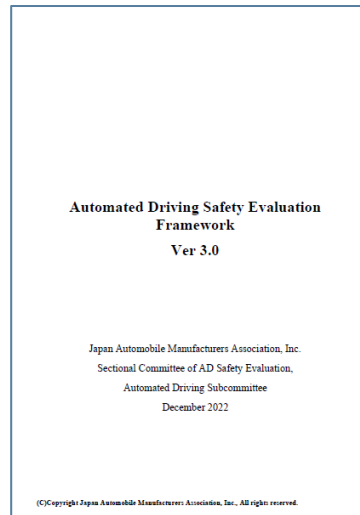 Automated Driving Safety Evaluation
Framework
Ver 3.0
Japan Automobile Manufacturers Association, Inc.
Sectional Committee of AD Safety Evaluation,
Automated Driving Subcommittee
December 2022
(C)Copyright Japan Automobile Manufacturers Association, Inc., All rights reserved.